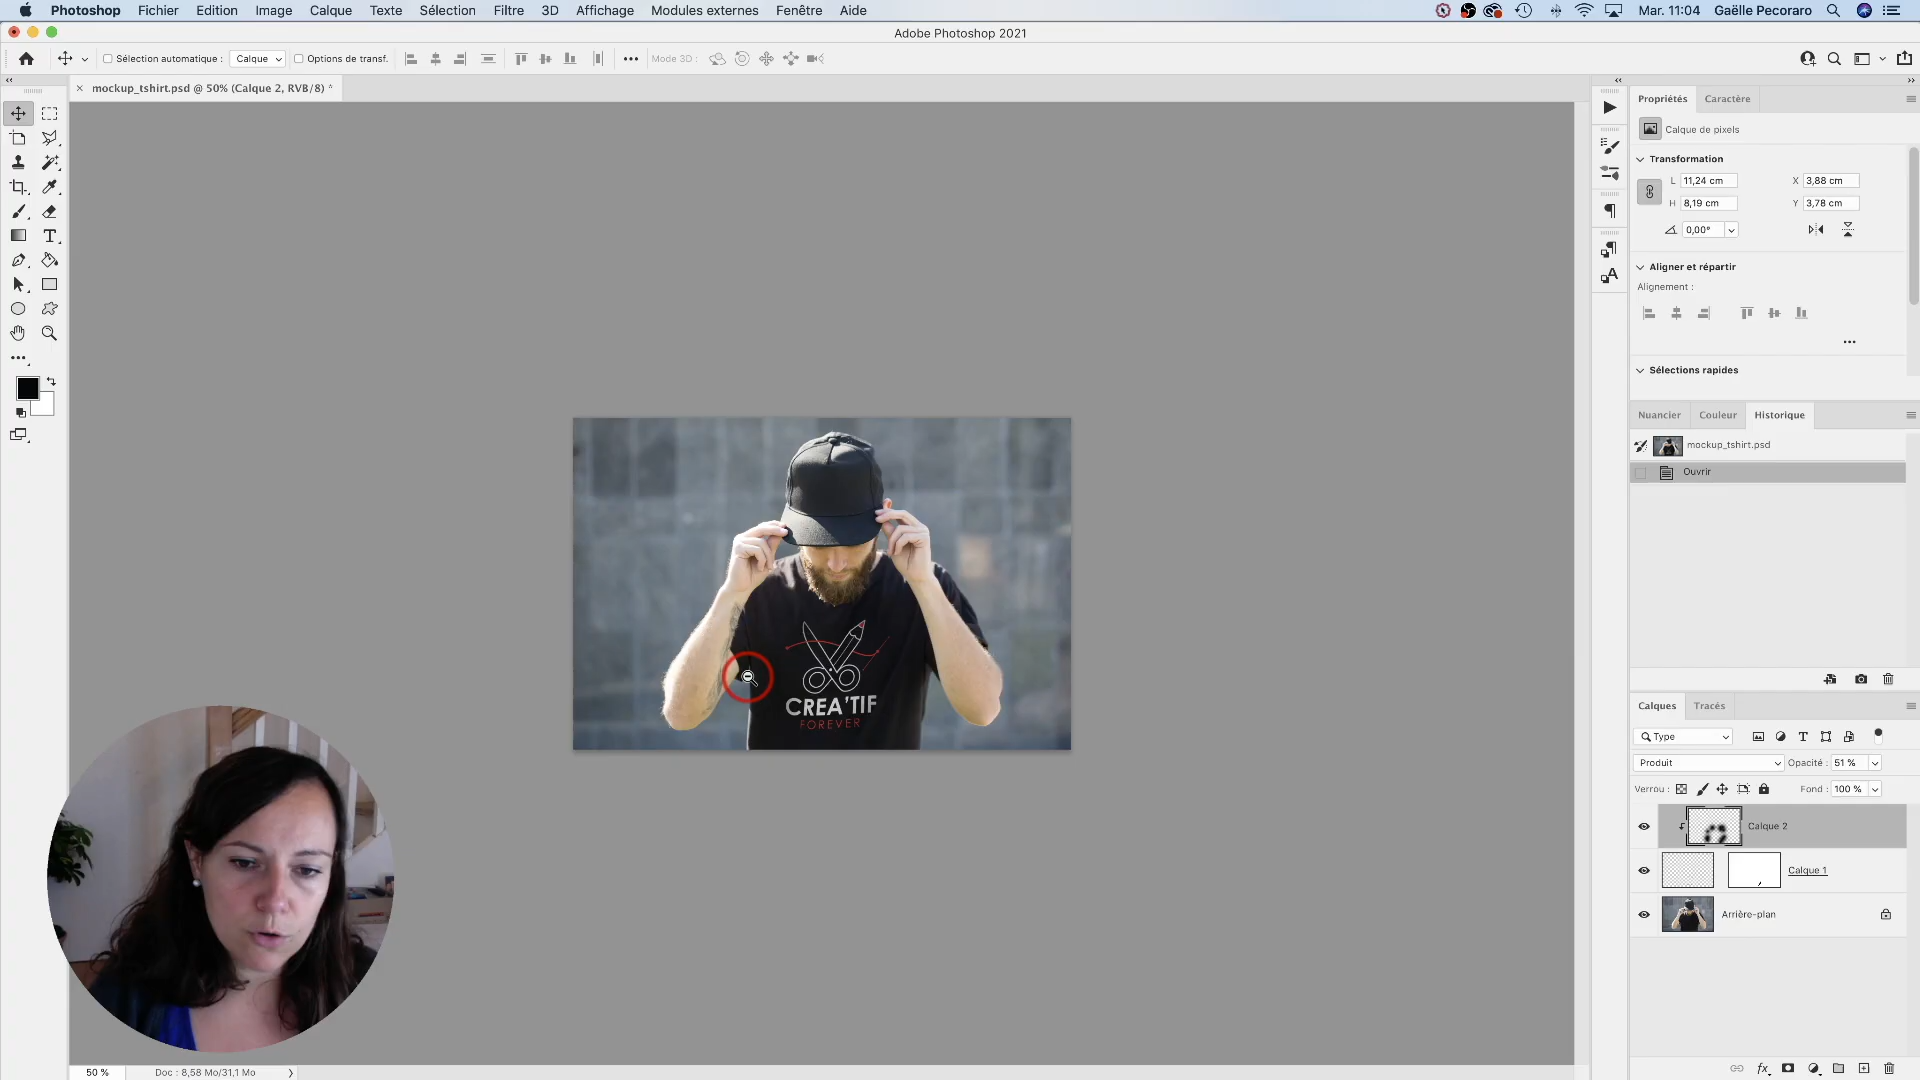 Photoshop Fichier Edition Image Calque Texte Sélection Filtre 3D Affichage Modules externes Fenêtre Aide Mar. 11:04 Gaëlle Pecoraro
Adobe Photoshop 2021
Sélection automatique : Calque Options de transf. Mode 3D :
mockup_tshirt.psd @ 50% (Calque 2, RVB/8) *
Propriétés Caractère
Calque de pixels
Transformation
L 11,24 cm X 3,88 cm
H 8,19 cm Y 3,78 cm
0,00°
Aligner et répartir
Alignement :
Sélections rapides
Nuancier Couleur Historique
mockup_tshirt.psd
Ouvrir
CREA'TIF
FOREVER
Calques Tracés
Type
Produit Opacité : 51 %
Verrou : Fond : 100 %
Calque 2
Calque 1
Arrière-plan
50 % Doc : 8,58 Mo/31,1 Mo